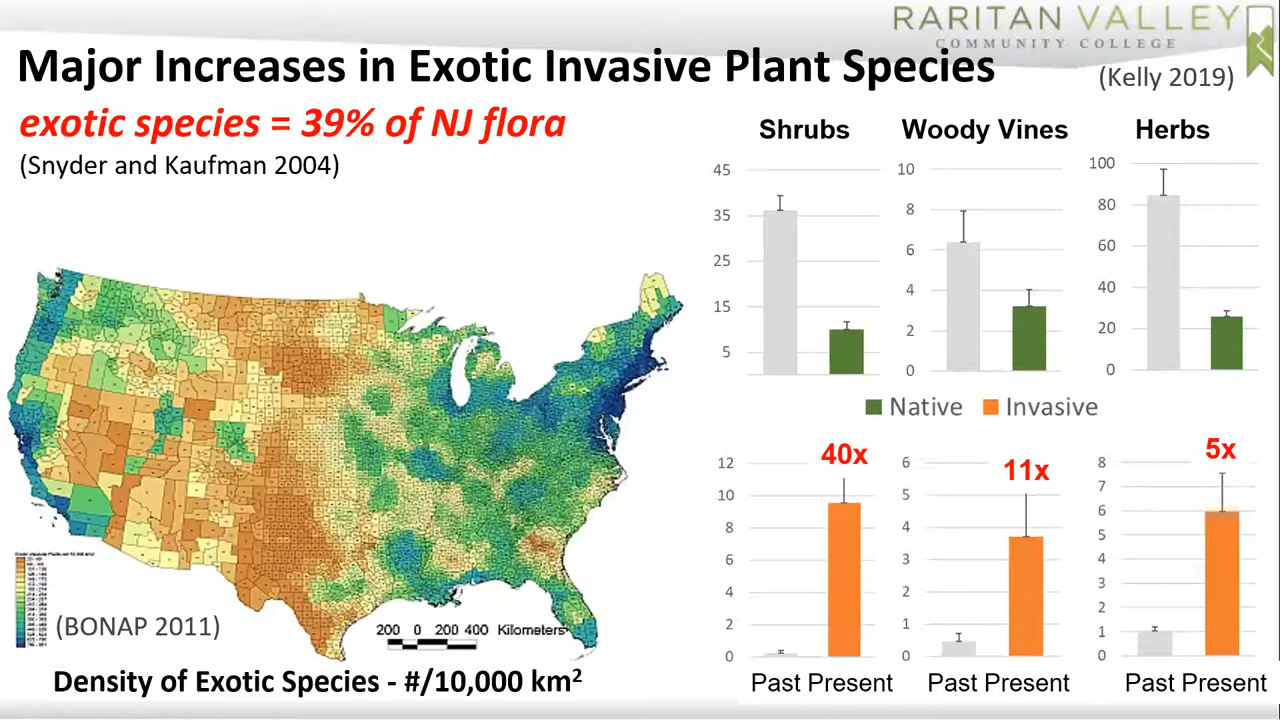 RARITAN VALLEY
COMMUNITY COLLEGE
Major Increases in Exotic Invasive Plant Species
(Kelly 2019)
exotic species = 39% of NJ flora
(Snyder and Kaufman 2004)
Shrubs
45
35
25
15
5
Woody Vines
10
8
6
4
2
0
Herbs
100
80
60
40
20
0
Native
Invasive
40x
12
10
8
6
4
2
0
Past Present
11x
6
5
4
3
2
1
0
Past Present
5x
8
7
6
5
4
3
2
1
0
Past Present
(BONAP 2011)
200 0 200 400 Kilometers
Density of Exotic Species - #/10,000 km²